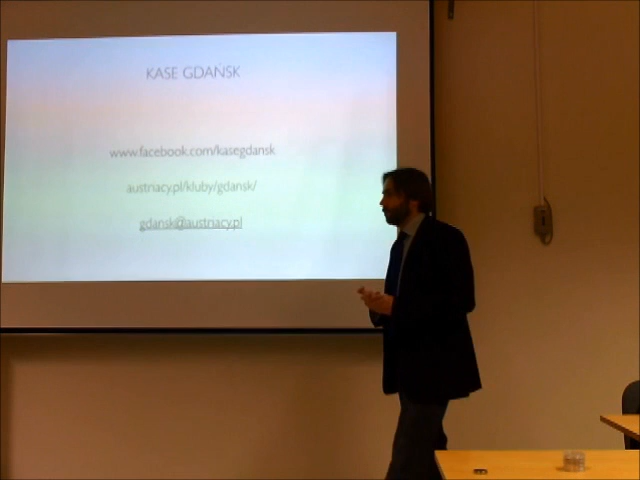 KASE GDAŃSK
www.facebook.com/kasegdansk
austriacy.pl/kluby/gdansk/
gdansk@austriacy.pl